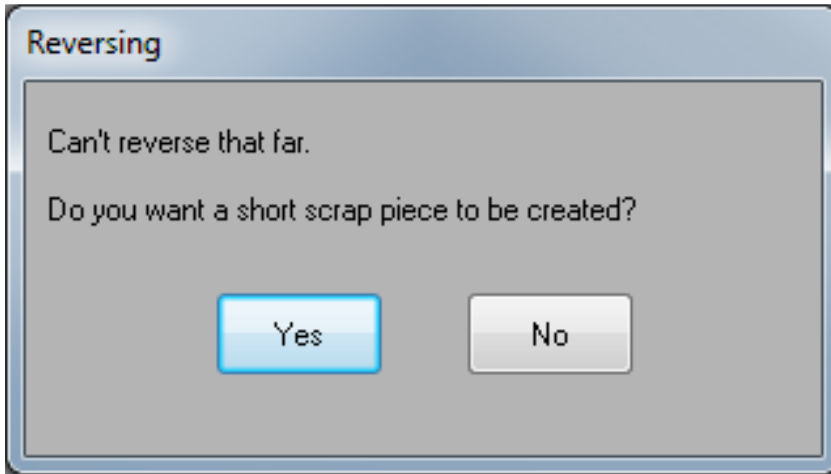 Reversing
Can't reverse that far.
Do you want a short scrap piece to be created?
Yes
No